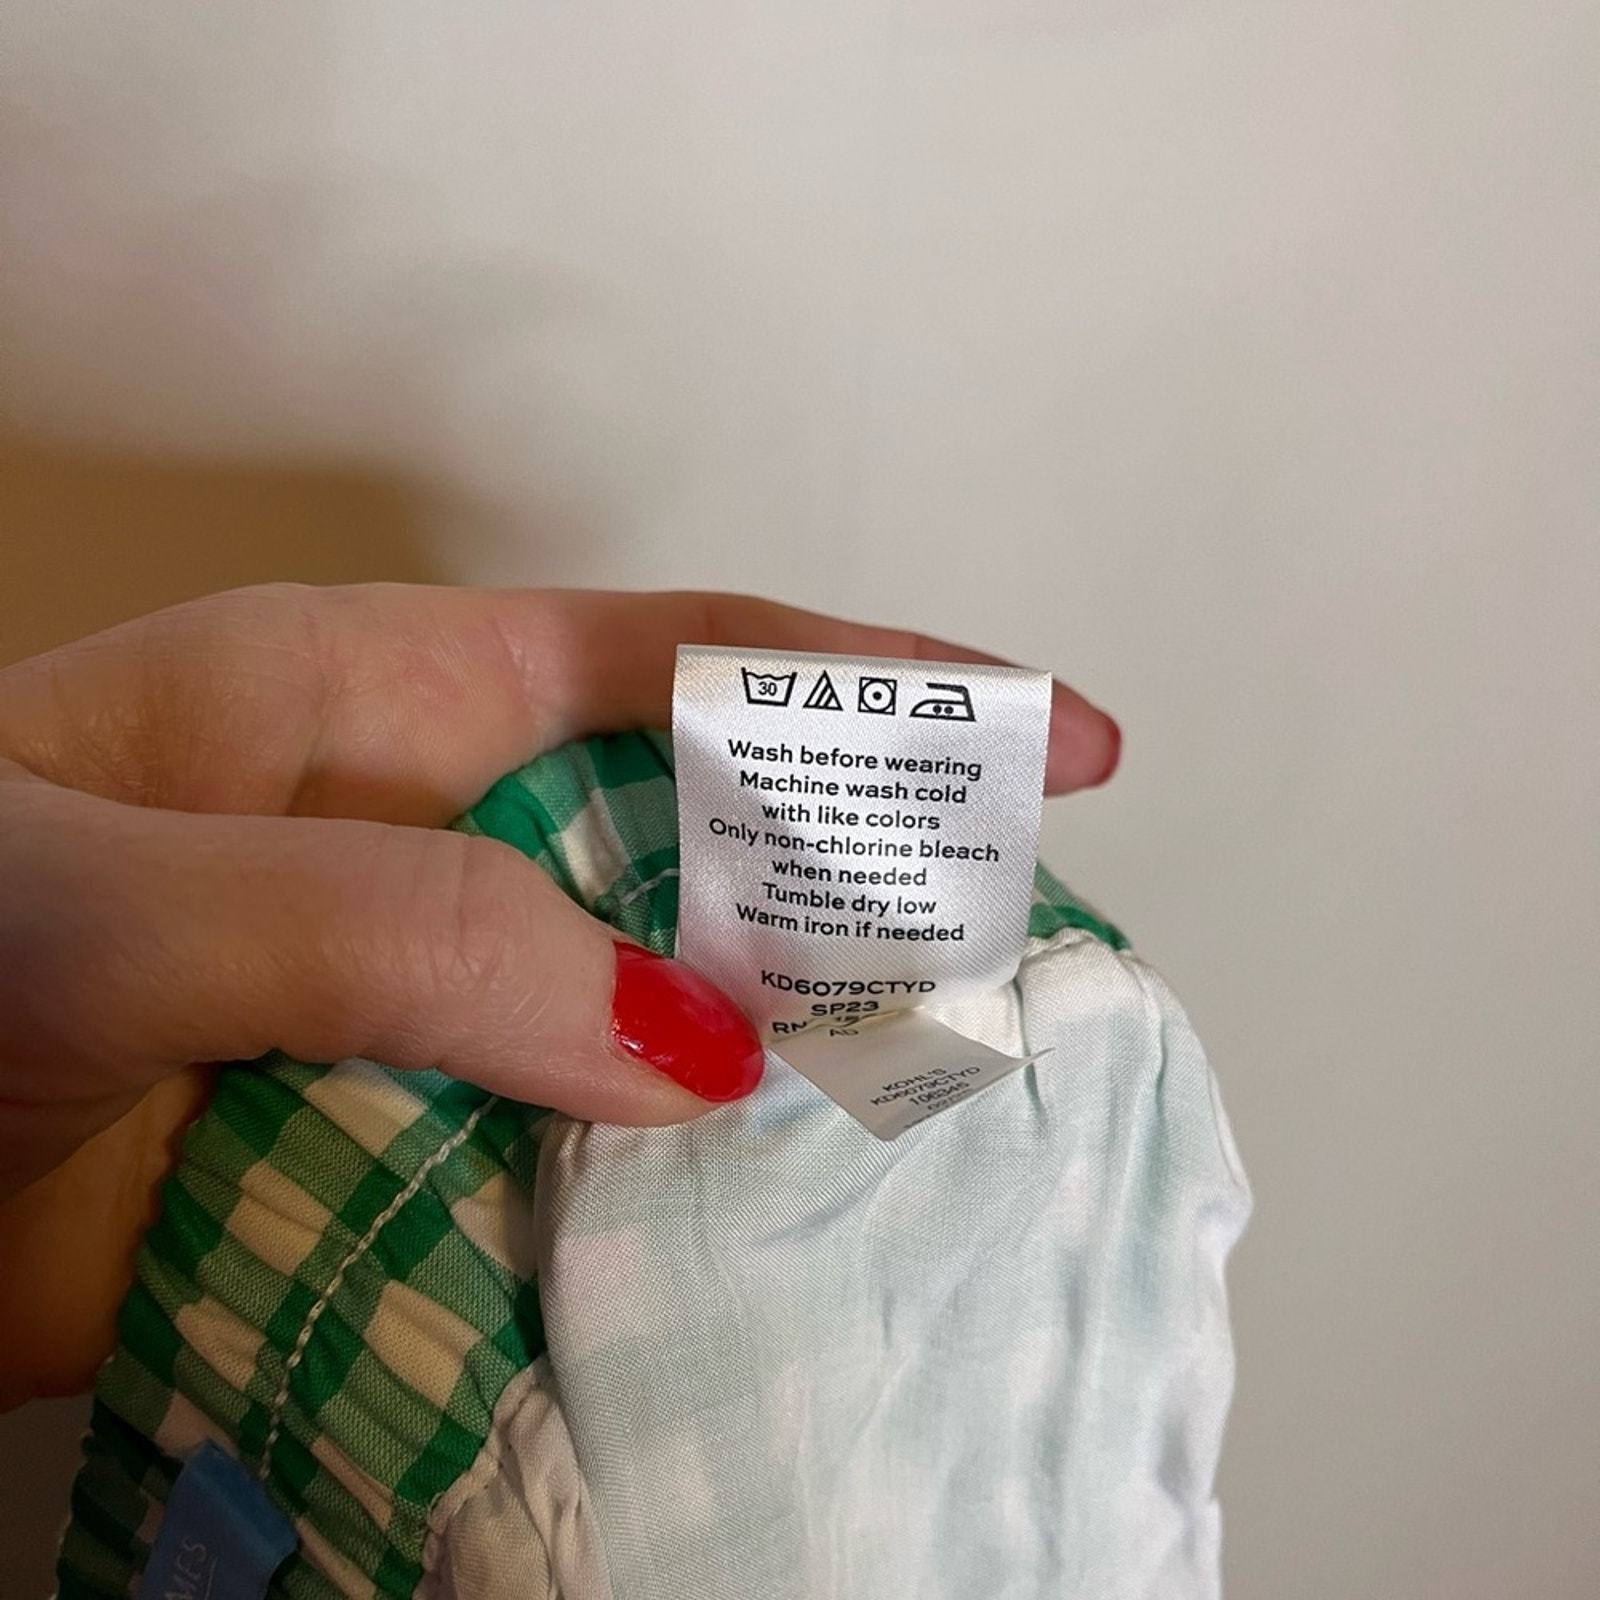 30
Wash before wearing
Machine wash cold
with like colors
Only non-chlorine bleach
when needed
Tumble dry low
Warm iron if needed
KD6079CTYD
SP23
RN
KOHL'S
KD6079CTYD
106345